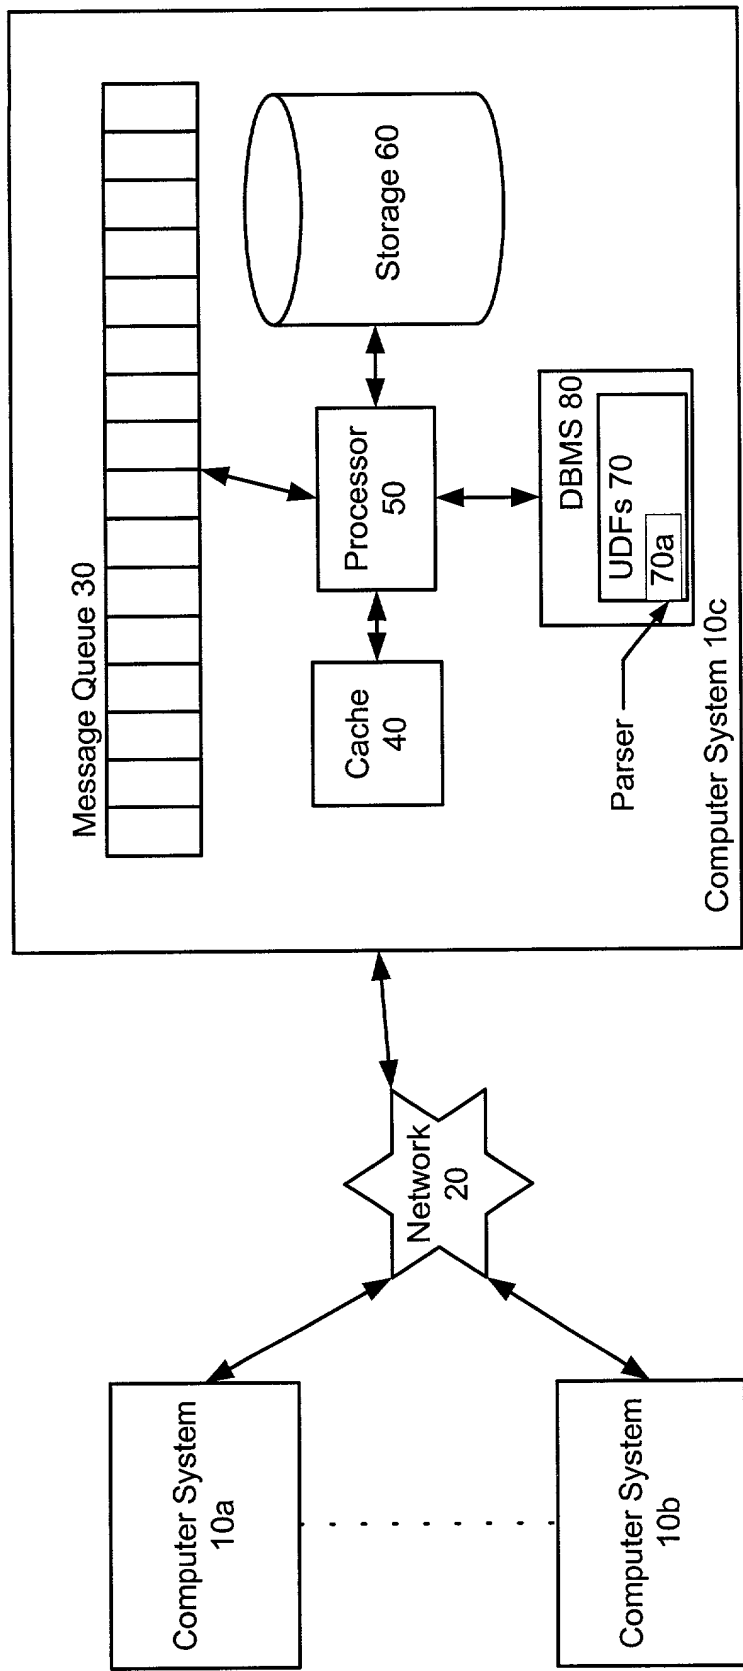 Computer System
10a
Computer System
10b
Network
20
Message Queue 30
Cache
40
Processor
50
Storage 60
DBMS 80
UDFs 70
70a
Parser
Computer System 10c